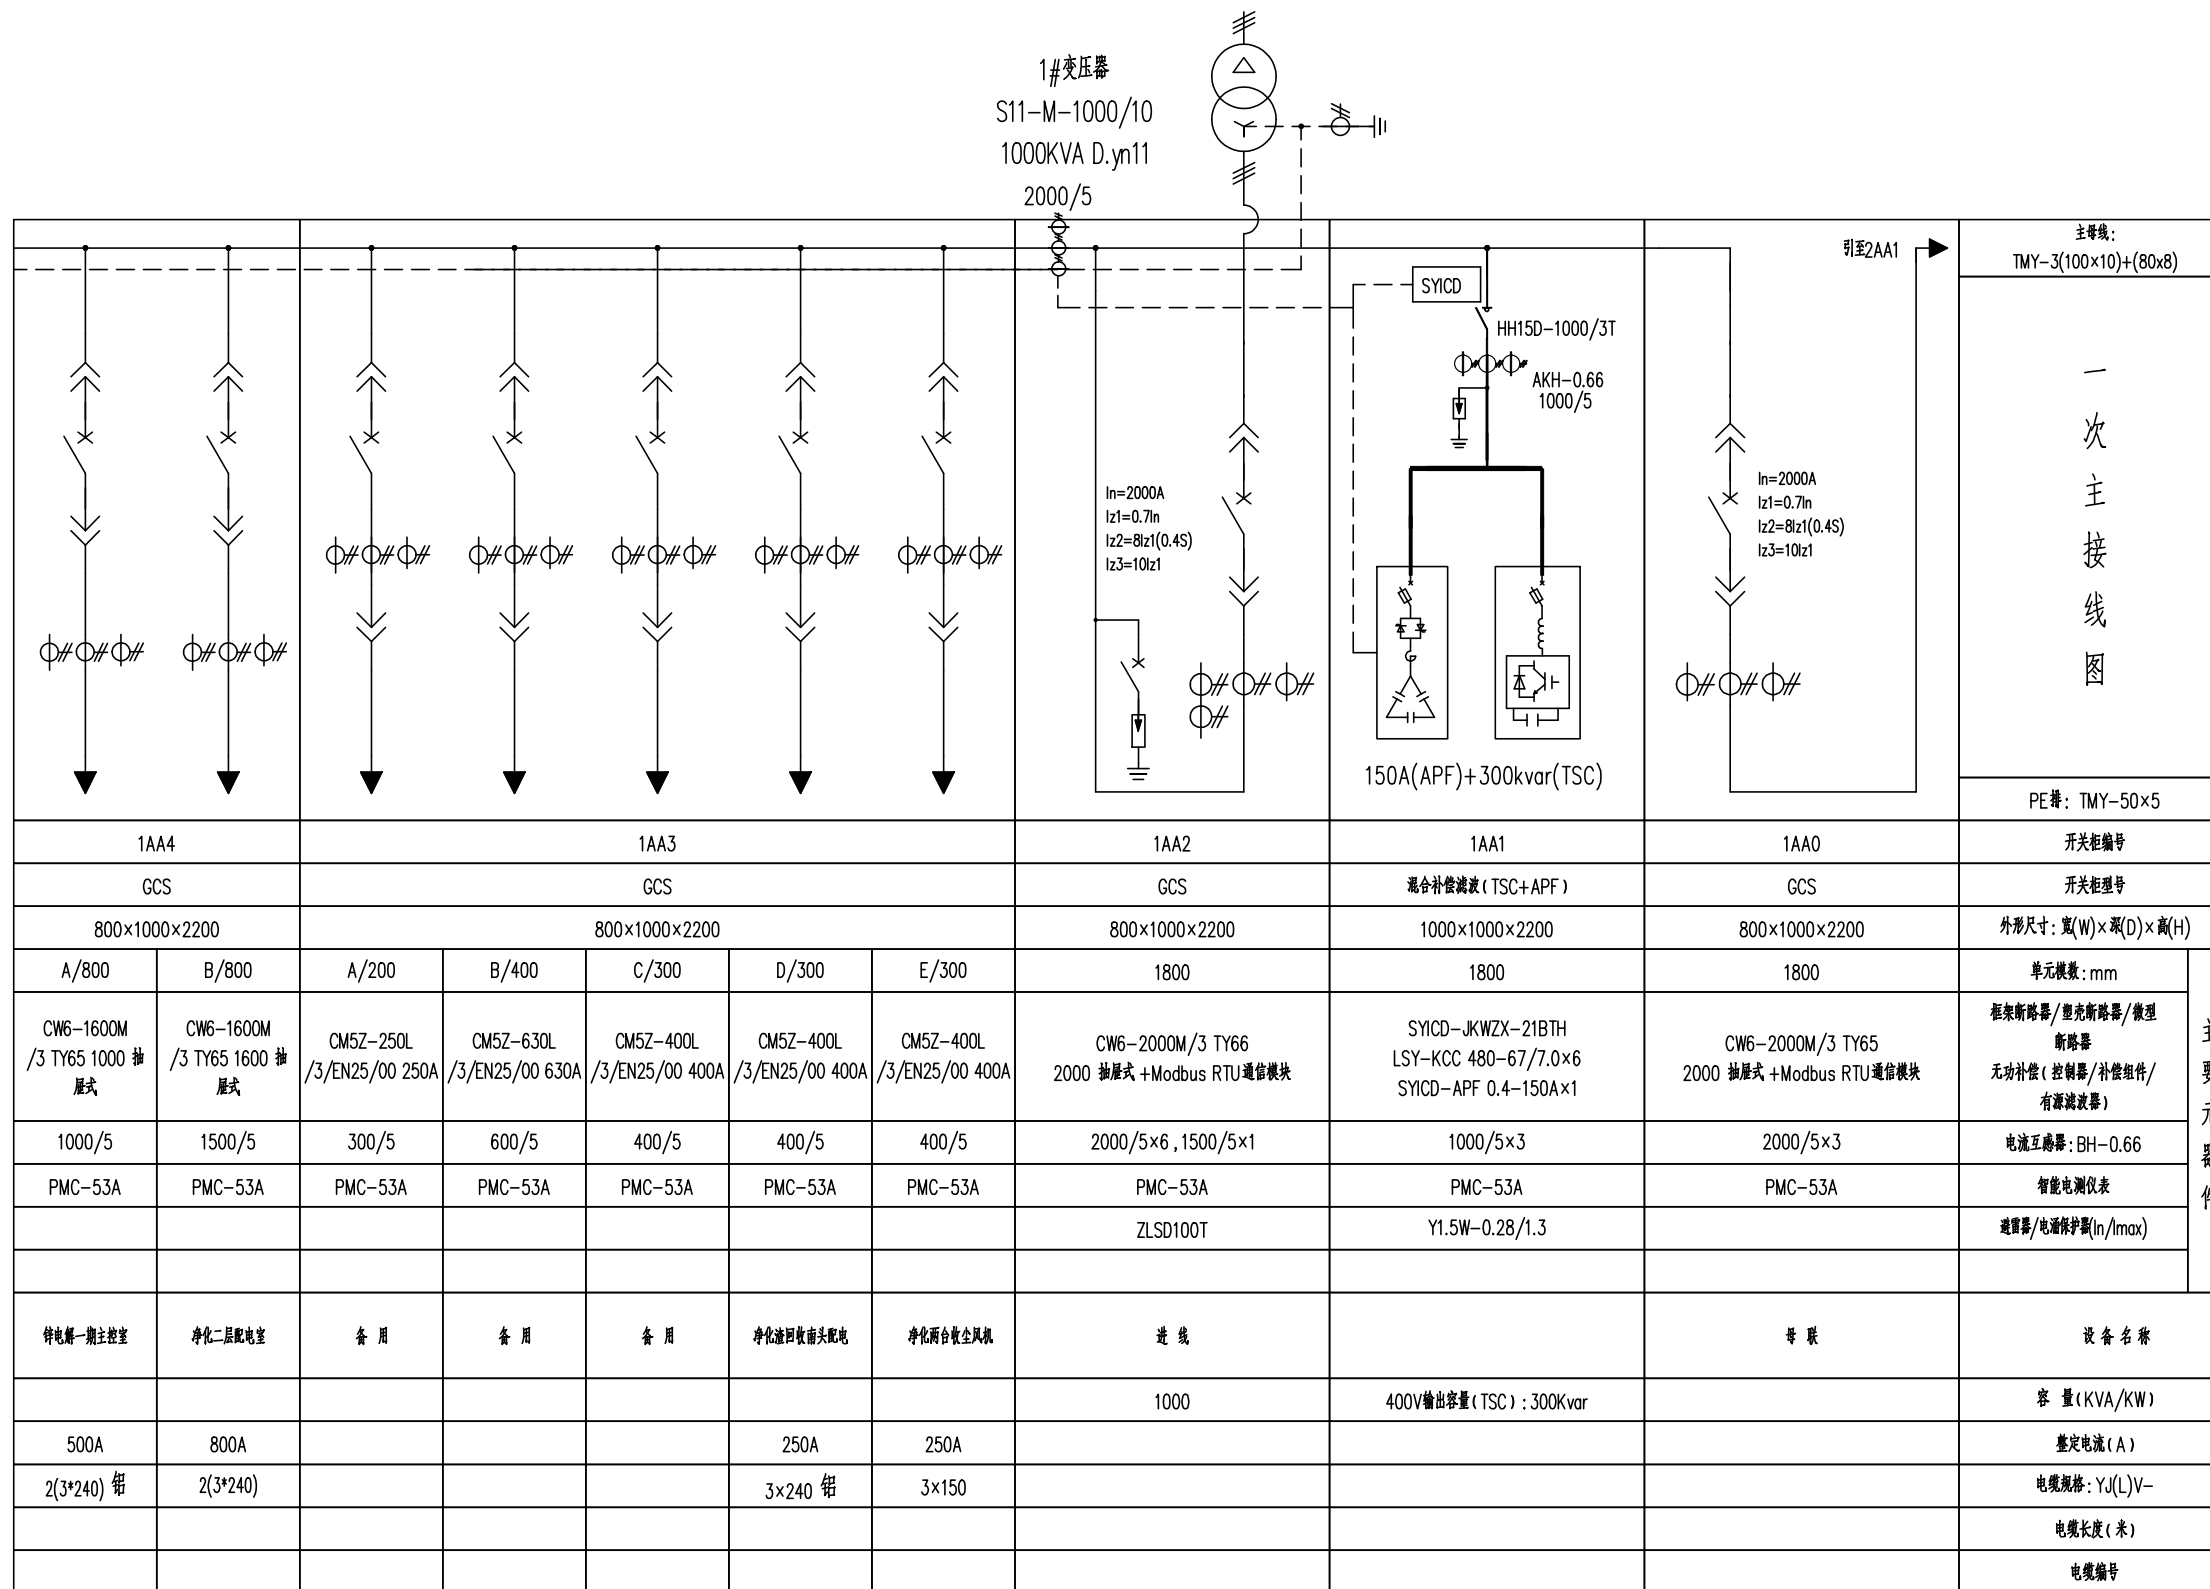 1#变压器
S11-M-1000/10
1000KVA D.yn11
2000/5
引至2AA1
主母线:
TMY-3(100×10)+(80x8)
SYICD
HH15D-1000/3T
AKH-0.66
1000/5
In=2000A
Iz1=0.7In
Iz2=8Iz1(0.4S)
Iz3=10Iz1
In=2000A
Iz1=0.7In
Iz2=8Iz1(0.4S)
Iz3=10Iz1
一
次
主
接
线
图
150A(APF)+300kvar(TSC)
PE排: TMY-50×5
1AA4 1AA3 1AA2 1AA1 1AA0 开关柜编号
GCS GCS GCS 混合补偿滤波(TSC+APF) GCS 开关柜型号
800×1000×2200 800×1000×2200 800×1000×2200 1000×1000×2200 800×1000×2200 外形尺寸: 宽(W)×深(D)×高(H)
A/800 B/800 A/200 B/400 C/300 D/300 E/300 1800 1800 1800 单元模数:mm
CW6-1600M
/3 TY65 1000 抽
屉式
CW6-1600M
/3 TY65 1600 抽
屉式
CM5Z-250L
/3/EN25/00 250A
CM5Z-630L
/3/EN25/00 630A
CM5Z-400L
/3/EN25/00 400A
CM5Z-400L
/3/EN25/00 400A
CM5Z-400L
/3/EN25/00 400A
CW6-2000M/3 TY66
2000 抽屉式 +Modbus RTU通信模块
SYICD-JKWZX-21BTH
LSY-KCC 480-67/7.0×6
SYICD-APF 0.4-150A×1
CW6-2000M/3 TY65
2000 抽屉式 +Modbus RTU通信模块
框架断路器/塑壳断路器/微型
断路器
无功补偿(控制器/补偿组件/
有源滤波器)
主
要
元
器
件
1000/5 1500/5 300/5 600/5 400/5 400/5 400/5 2000/5×6,1500/5×1 1000/5×3 2000/5×3 电流互感器:BH-0.66
PMC-53A PMC-53A PMC-53A PMC-53A PMC-53A PMC-53A PMC-53A PMC-53A PMC-53A PMC-53A 智能电测仪表
ZLSD100T Y1.5W-0.28/1.3 避雷器/电涌保护器(In/Imax)
锌电解一期主控室 净化二层配电室 备 用 备 用 备 用 净化渣回收南头配电 净化两台收尘风机 进 线 母 联 设 备 名 称
1000 400V输出容量(TSC):300Kvar 容 量(KVA/KW)
500A 800A 250A 250A 整定电流(A)
2(3*240) 铝 2(3*240) 3×240 铝 3×150 电缆规格:YJ(L)V-
电缆长度(米)
电缆编号